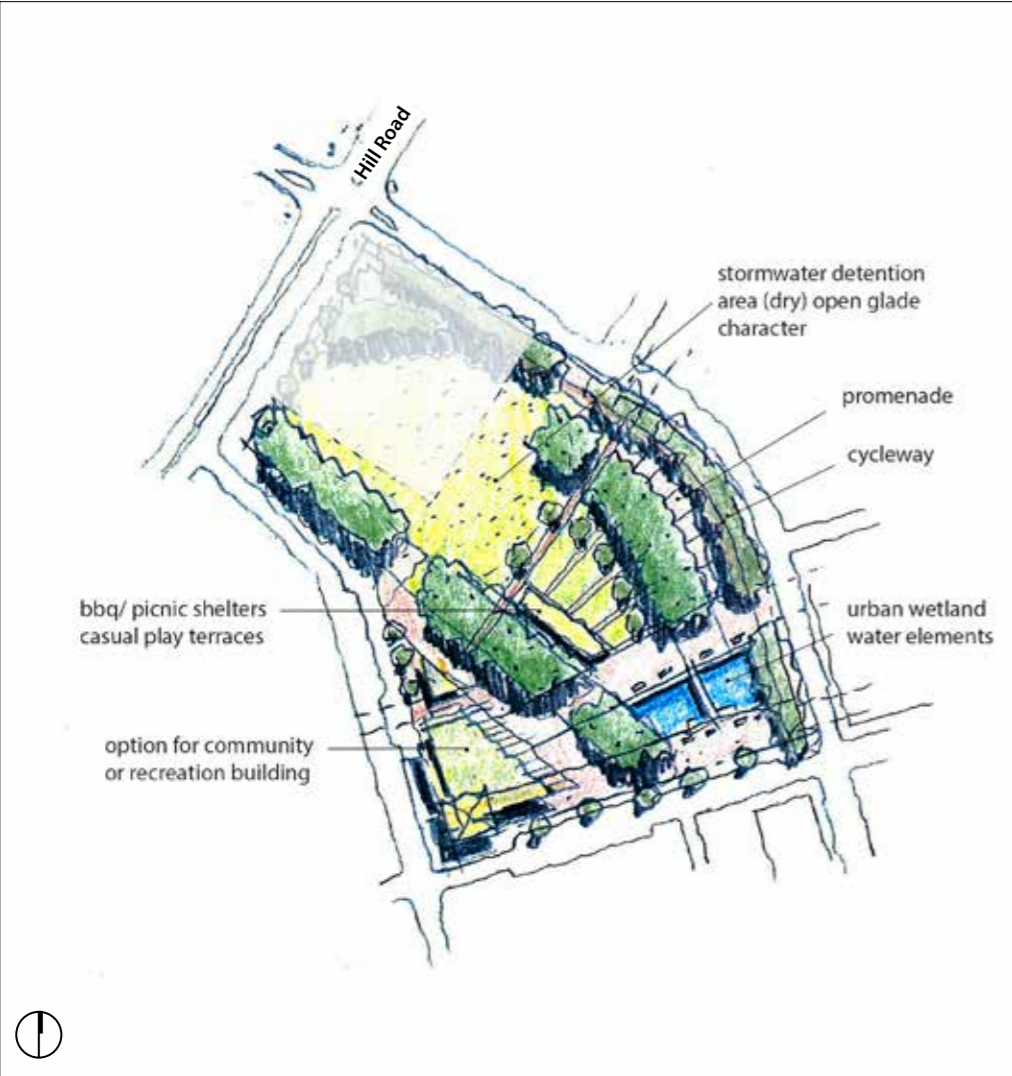 Hill Road
stormwater detention
area (dry) open glade
character
promenade
cycleway
bbq/ picnic shelters
casual play terraces
urban wetland
water elements
option for community
or recreation building